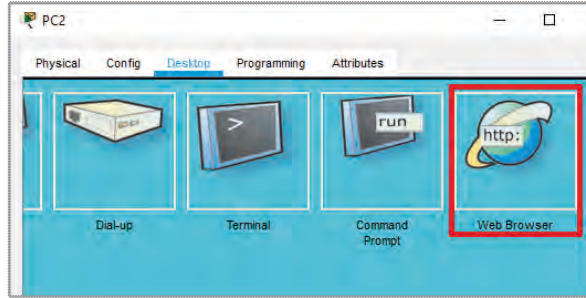 PC2
Physical Config Desktop Programming Attributes
> run http:
Dial-up Terminal Command Web Browser
Prompt